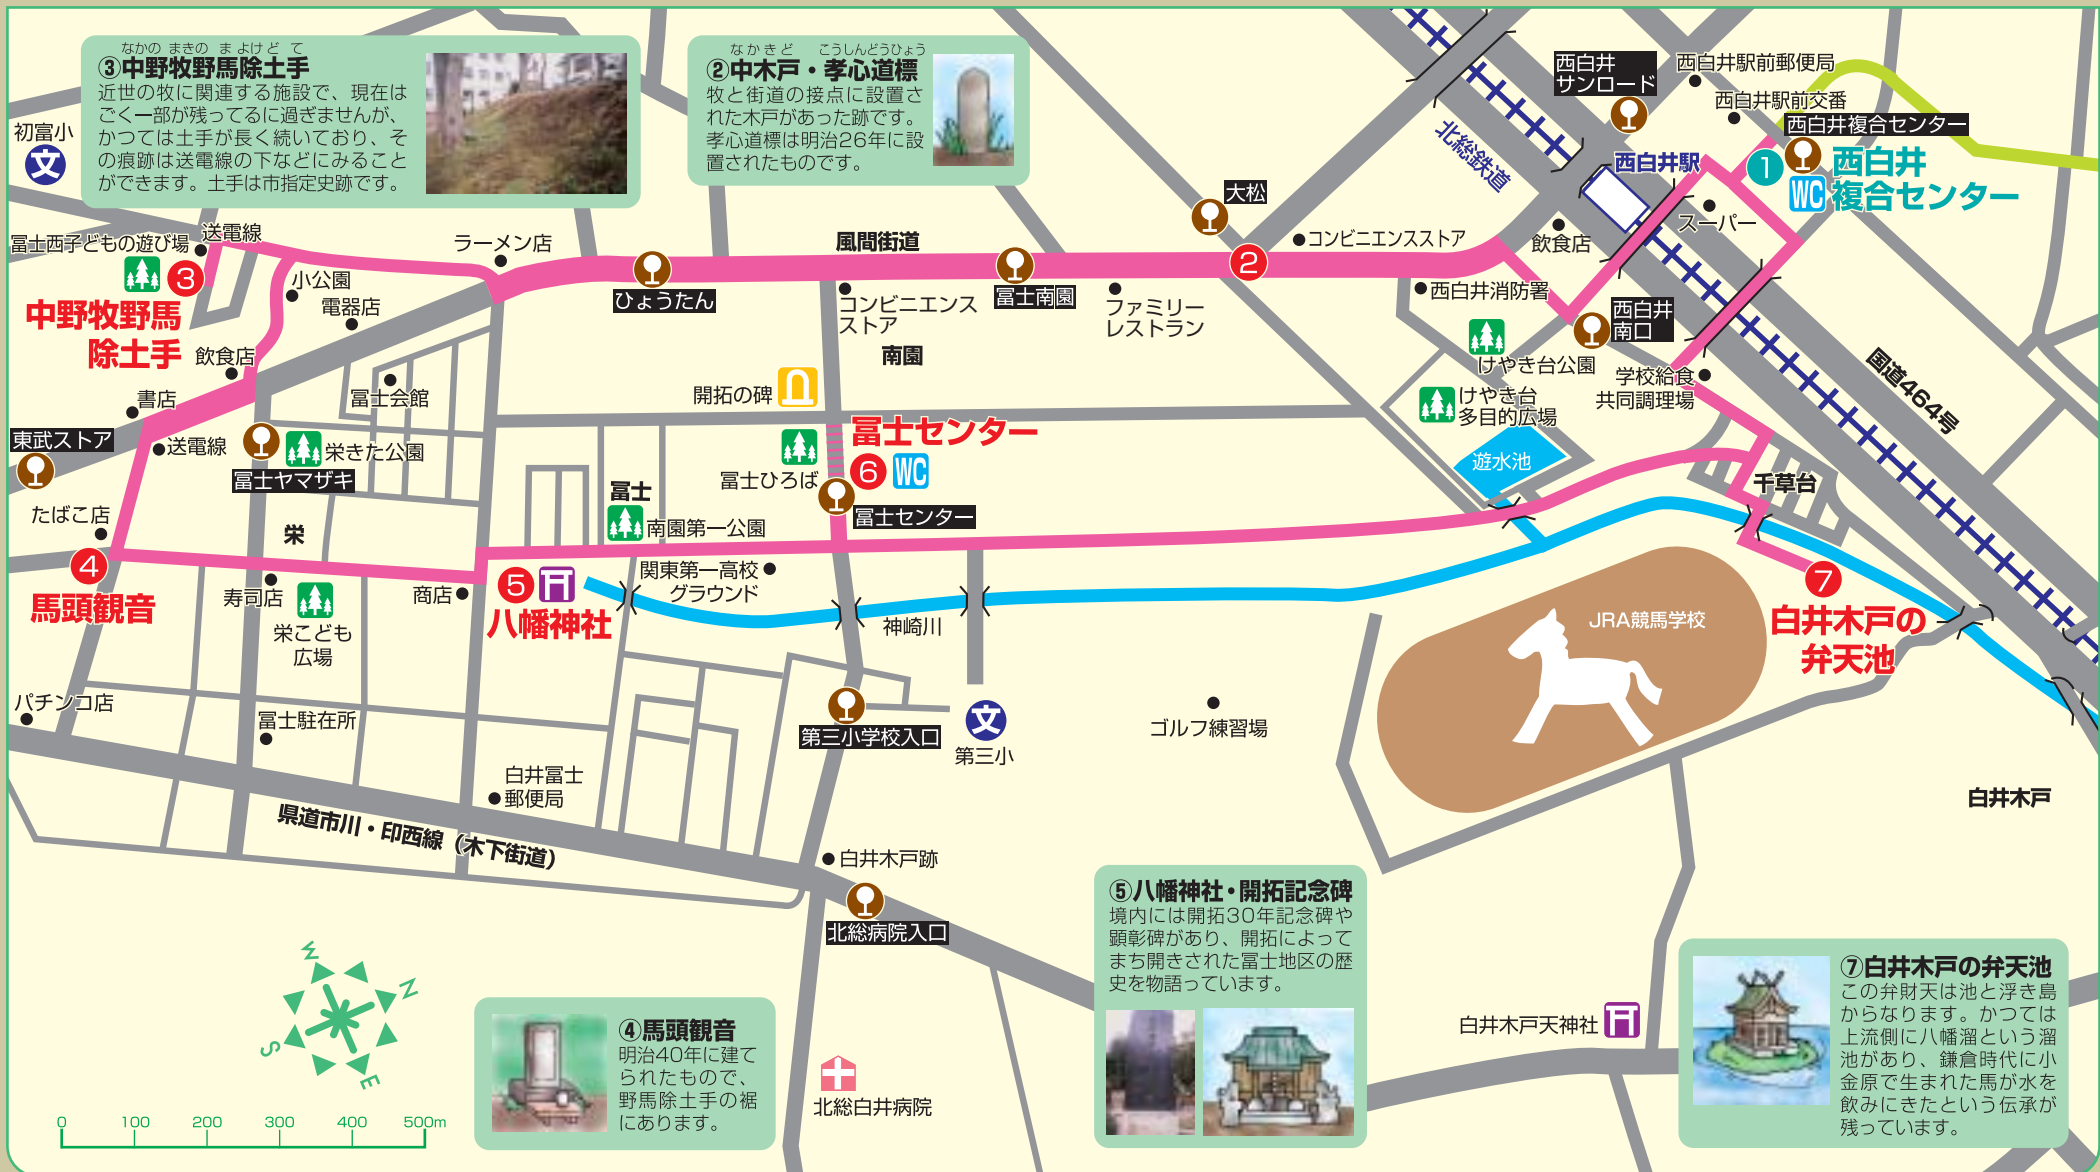 なかの まきの ま よけ ど て
③中野牧野馬除土手
近世の牧に関連する施設で、現在は
ごく一部が残ってるに過ぎませんが、
かつては土手が長く続いており、そ
の痕跡は送電線の下などにみること
ができます。土手は市指定史跡です。
なかきど こうしんどうひょう
②中木戸・孝心道標
牧と街道の接点に設置さ
れた木戸があった跡です。
孝心道標は明治26年に設
置されたものです。
初富小
文
西白井
サンロード
西白井駅前郵便局
西白井駅前交番
西白井複合センター
1
西白井
複合センター
WC
北総鉄道
西白井駅
スーパー
飲食店
大松
2
コンビニエンスストア
風間街道
ラーメン店
送電線
冨士西子どもの遊び場
3
中野牧野馬
除土手
小公園
電器店
飲食店
書店
東武ストア
送電線
冨士会館
冨士ヤマザキ
栄きた公園
ひょうたん
コンビニエンス
ストア
南園
冨士南園
ファミリー
レストラン
西白井消防署
西白井
南口
けやき台公園
けやき台
多目的広場
学校給食
共同調理場
国道464号
遊水池
千草台
開拓の碑
冨士センター
6
WC
冨士ひろば
冨士センター
冨士
南園第一公園
たばこ店
4
馬頭観音
栄
寿司店
栄こども
広場
商店
5
八幡神社
関東第一高校
グラウンド
神崎川
JRA競馬学校
7
白井木戸の
弁天池
パチンコ店
冨士駐在所
白井冨士
郵便局
第三小学校入口
文
第三小
ゴルフ練習場
白井木戸
県道市川・印西線（木下街道）
白井木戸跡
北総病院入口
W
N
S
E
0 100 200 300 400 500m
④馬頭観音
明治40年に建て
られたもので、
野馬除土手の裾
にあります。
北総白井病院
⑤八幡神社・開拓記念碑
境内には開拓30年記念碑や
顕彰碑があり、開拓によって
まち開きされた冨士地区の歴
史を物語っています。
白井木戸天神社
⑦白井木戸の弁天池
この弁財天は池と浮き島
からなります。かつては
上流側に八幡溜という溜
池があり、鎌倉時代に小
金原で生まれた馬が水を
飲みにきたという伝承が
残っています。